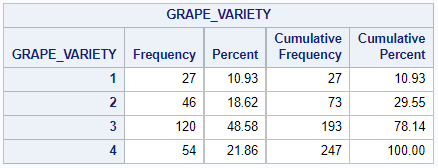 GRAPE_VARIETY
GRAPE_VARIETY Frequency Percent Cumulative Frequency Cumulative Percent
1 27 10.93 27 10.93
2 46 18.62 73 29.55
3 120 48.58 193 78.14
4 54 21.86 247 100.00